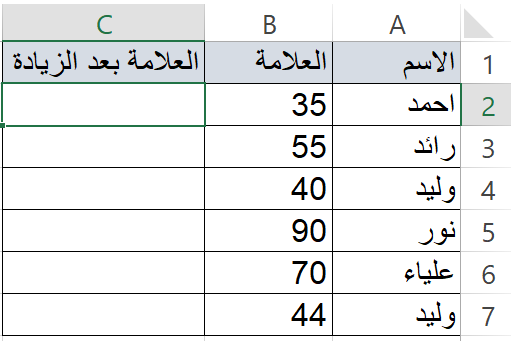 A B C
1 الاسم العلامة العلامة بعد الزيادة
2 احمد 35
3 رائد 55
4 وليد 40
5 نور 90
6 علياء 70
7 وليد 44